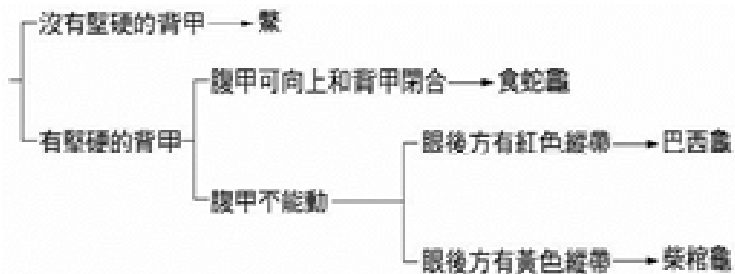 沒有堅硬的背甲 鱉
腹甲可向上和背甲閉合 食蛇龜
有堅硬的背甲
眼後方有紅色縱帶 巴西龜
腹甲不能動
眼後方有黃色縱帶 柴棺龜